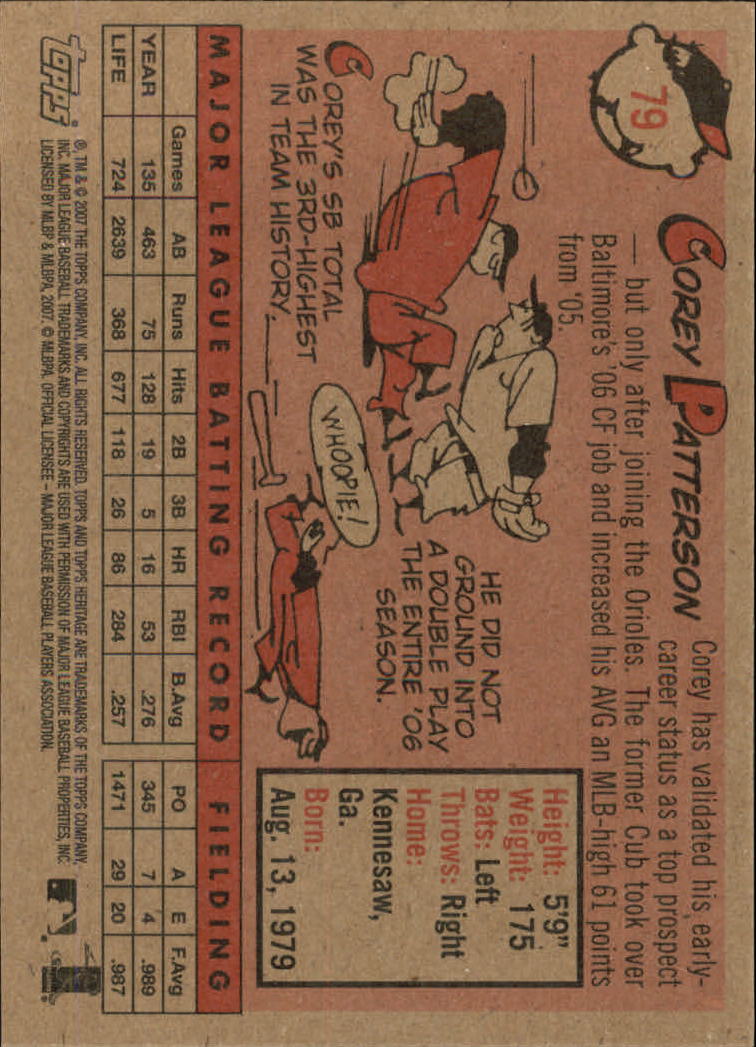 79
COREY PATTERSON
Corey has validated his early-
career status as a top prospect
— but only after joining the Orioles. The former Cub took over
Baltimore's '06 CF job and increased his AVG an MLB-high 61 points
from '05.
COREY'S SB TOTAL
WAS THE 3RD-HIGHEST
IN TEAM HISTORY.
WHOOPIE!
HE DID NOT
GROUND INTO
A DOUBLE PLAY
THE ENTIRE '06
SEASON.
Height: 5'9"
Weight: 175
Bats: Left
Throws: Right
Home:
Kennesaw,
Ga.
Born:
Aug. 13, 1979
MAJOR LEAGUE BATTING RECORD FIELDING
Games AB Runs Hits 2B 3B HR RBI B.Avg PO A E F.Avg
YEAR 135 463 75 128 19 5 16 53 .276 345 7 4 .989
LIFE 724 2639 368 677 118 26 86 284 .257 1471 29 20 .987
TOPPS
®, TM & © 2007 THE TOPPS COMPANY, INC. ALL RIGHTS RESERVED. TOPPS AND TOPPS HERITAGE ARE TRADEMARKS OF THE TOPPS COMPANY,
INC. MAJOR LEAGUE BASEBALL TRADEMARKS AND COPYRIGHTS ARE USED WITH PERMISSION OF MAJOR LEAGUE BASEBALL PROPERTIES, INC.
LICENSED BY MLBP & MLBPA, 2007. © MLBPA. OFFICIAL LICENSEE – MAJOR LEAGUE BASEBALL PLAYERS ASSOCIATION.